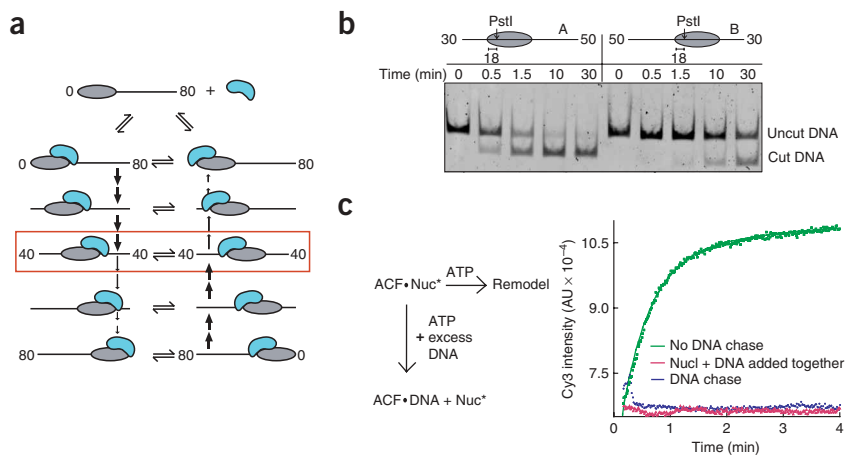 a
0 80 +
0 80 80
40 40 40 40
80 80 0
b
PstI A PstI B
30 50 50 30
18 18
Time (min) 0 0.5 1.5 10 30 0 0.5 1.5 10 30
Uncut DNA
Cut DNA
c
ACF•Nuc* ATP Remodel
ATP
+ excess
DNA
ACF•DNA + Nuc*
Cy3 intensity (AU × 10⁻⁴)
10.5
9.0
7.5
No DNA chase
Nucl + DNA added together
DNA chase
0 1 2 3 4
Time (min)